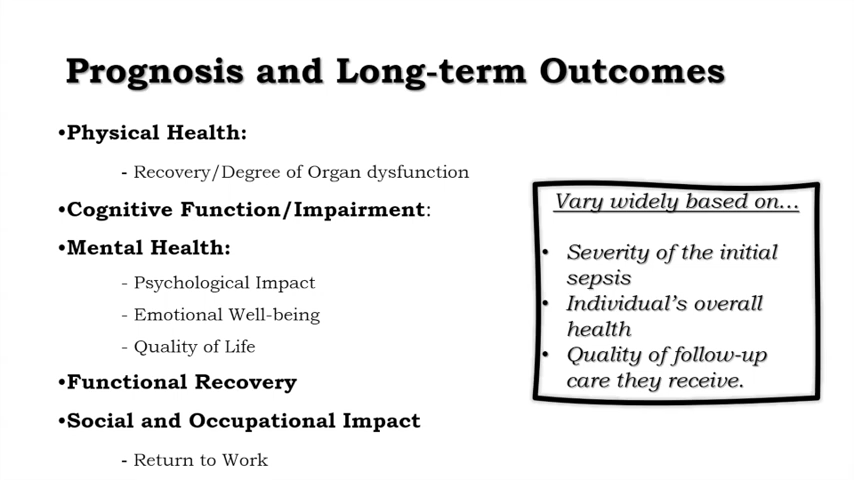 Prognosis and Long-term Outcomes
•Physical Health:
- Recovery/Degree of Organ dysfunction
•Cognitive Function/Impairment:
•Mental Health:
- Psychological Impact
- Emotional Well-being
- Quality of Life
•Functional Recovery
•Social and Occupational Impact
- Return to Work
Vary widely based on...
• Severity of the initial
sepsis
• Individual's overall
health
• Quality of follow-up
care they receive.